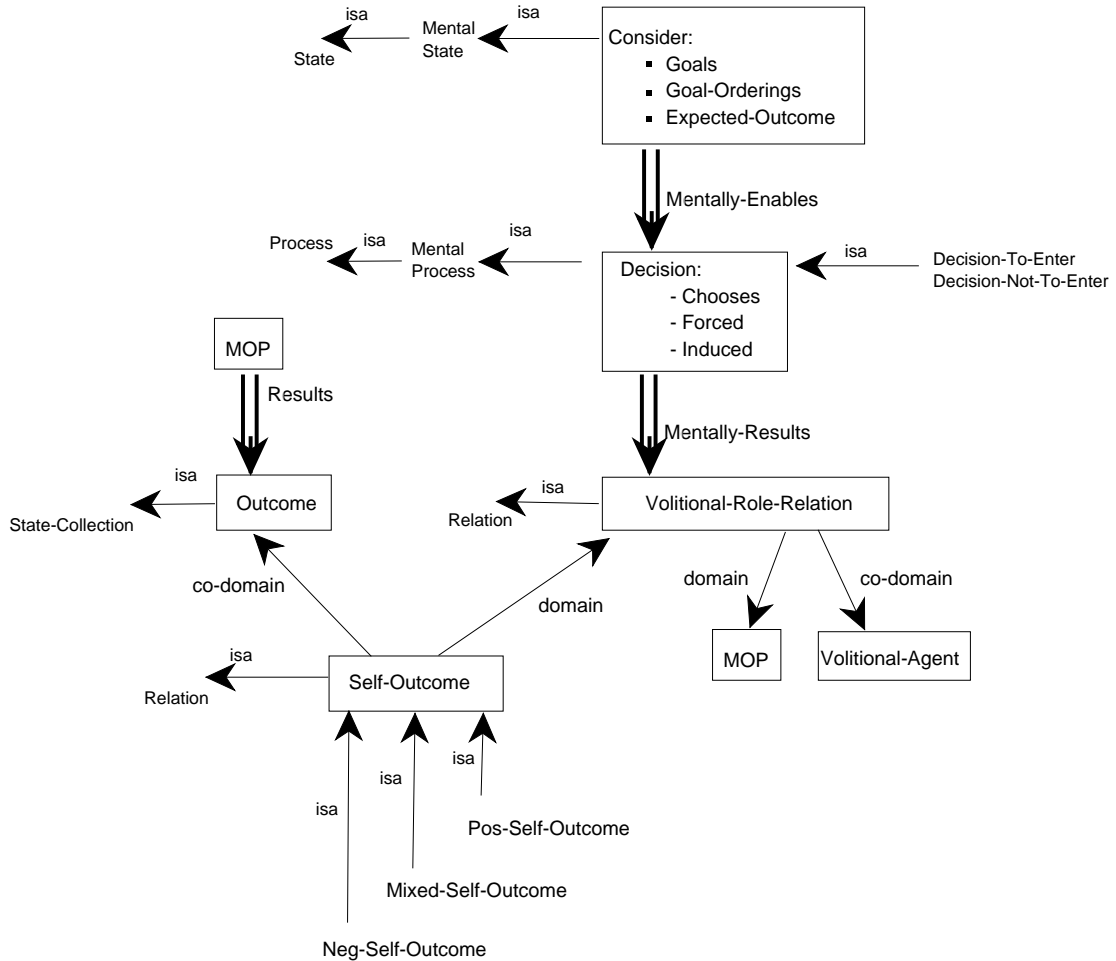 isa
State
Mental
State
isa
Consider:
▪ Goals
▪ Goal-Orderings
▪ Expected-Outcome
Mentally-Enables
Process
isa
Mental
Process
isa
Decision:
- Chooses
- Forced
- Induced
isa
Decision-To-Enter
Decision-Not-To-Enter
MOP
Results
Mentally-Results
isa
State-Collection
Outcome
isa
Relation
Volitional-Role-Relation
co-domain
domain
domain
co-domain
MOP
Volitional-Agent
isa
Relation
Self-Outcome
isa
isa
isa
Pos-Self-Outcome
Mixed-Self-Outcome
Neg-Self-Outcome